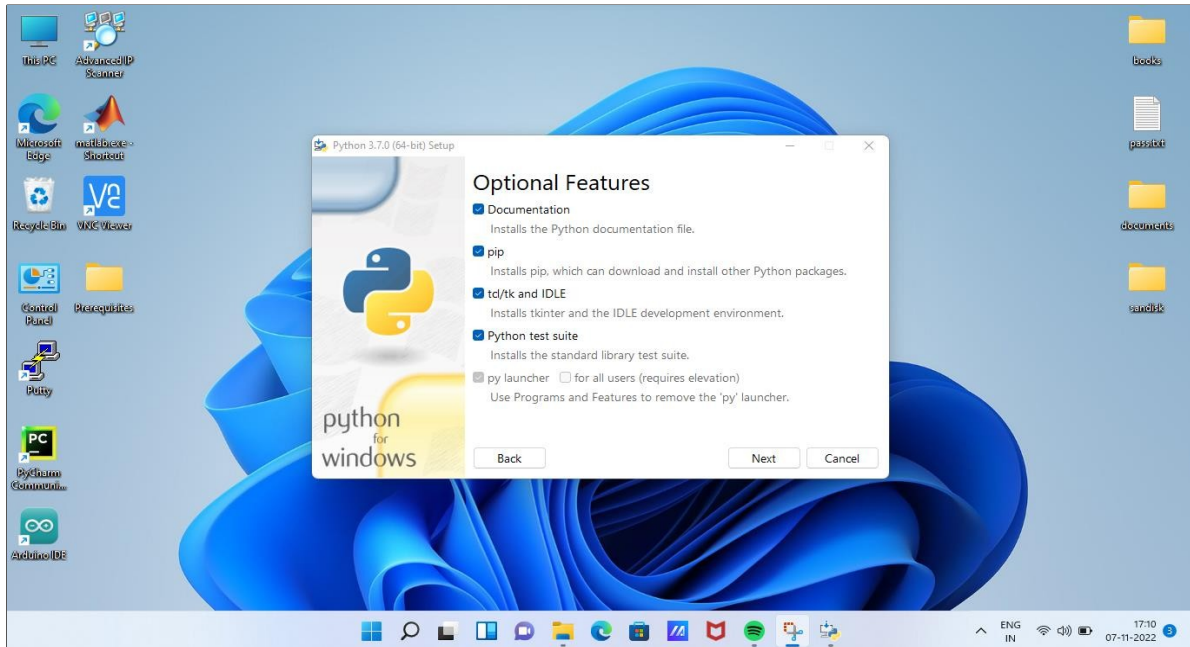 This PC
Advanced IP
Scanner
Microsoft
Edge
matlab.exe -
Shortcut
Recycle Bin
VNC Viewer
Control
Panel
Prerequisites
Putty
PyCharm
Communi...
Arduino IDE
Python 3.7.0 (64-bit) Setup
Optional Features
Documentation
Installs the Python documentation file.
pip
Installs pip, which can download and install other Python packages.
tcl/tk and IDLE
Installs tkinter and the IDLE development environment.
Python test suite
Installs the standard library test suite.
py launcher for all users (requires elevation)
Use Programs and Features to remove the 'py' launcher.
python
for
windows
Back Next Cancel
books
pass.txt
documents
sandisk
PC
ENG
IN
17:10
07-11-2022
3